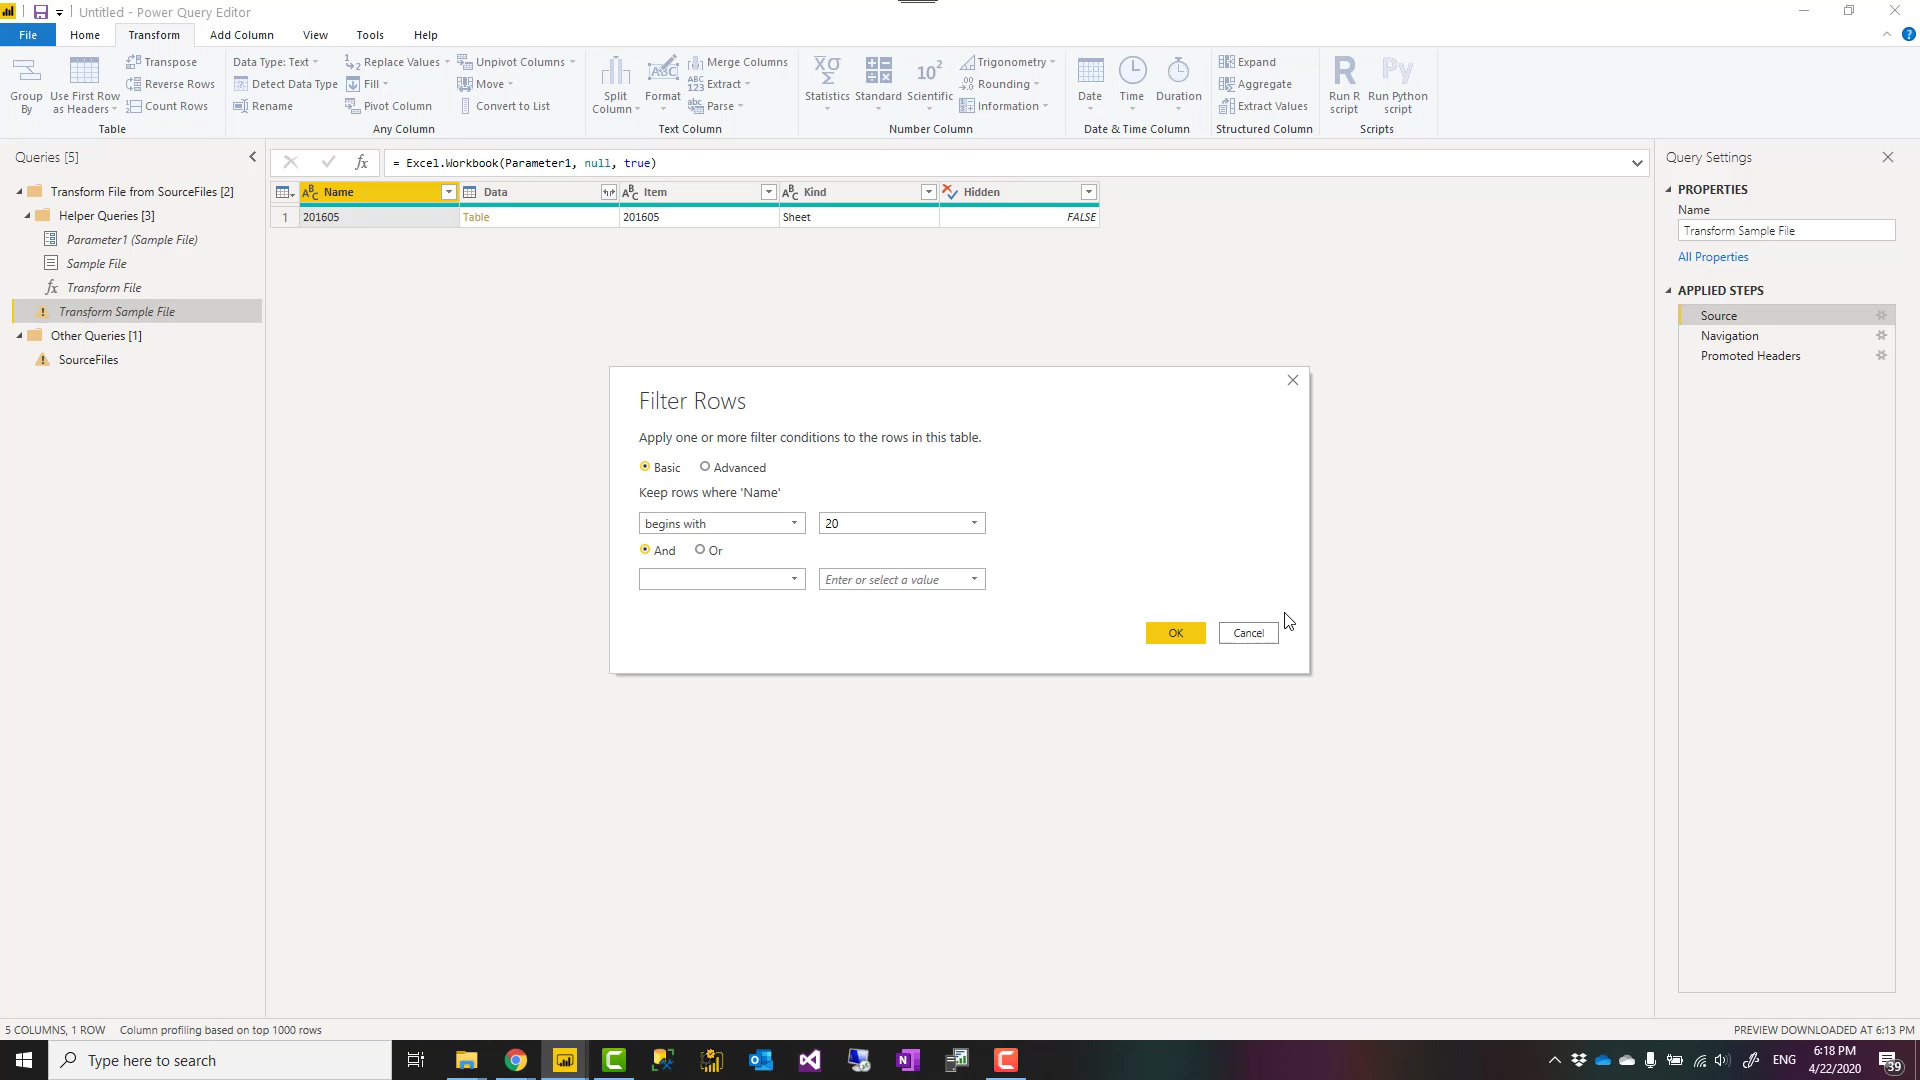 Untitled - Power Query Editor
File Home Transform Add Column View Tools Help
Group By
Use First Row as Headers
Transpose
Reverse Rows
Count Rows
Table
Data Type: Text
Detect Data Type
Rename
Replace Values
Fill
Pivot Column
Unpivot Columns
Move
Convert to List
Any Column
Split Column
Format
Merge Columns
Extract
Parse
Text Column
Statistics
Standard
Scientific
Trigonometry
Rounding
Information
Number Column
Date
Time
Duration
Date & Time Column
Expand
Aggregate
Extract Values
Structured Column
Run R script
Run Python script
Scripts
Queries [5]
Transform File from SourceFiles [2]
Helper Queries [3]
Parameter1 (Sample File)
Sample File
Transform File
Transform Sample File
Other Queries [1]
SourceFiles
= Excel.Workbook(Parameter1, null, true)
Name Data Item Kind Hidden
1 201605 Table 201605 Sheet FALSE
Filter Rows
Apply one or more filter conditions to the rows in this table.
Basic Advanced
Keep rows where 'Name'
begins with 20
And Or
Enter or select a value
OK Cancel
Query Settings
PROPERTIES
Name
Transform Sample File
All Properties
APPLIED STEPS
Source
Navigation
Promoted Headers
5 COLUMNS, 1 ROW Column profiling based on top 1000 rows
PREVIEW DOWNLOADED AT 6:13 PM
Type here to search
ENG
6:18 PM
4/22/2020
39